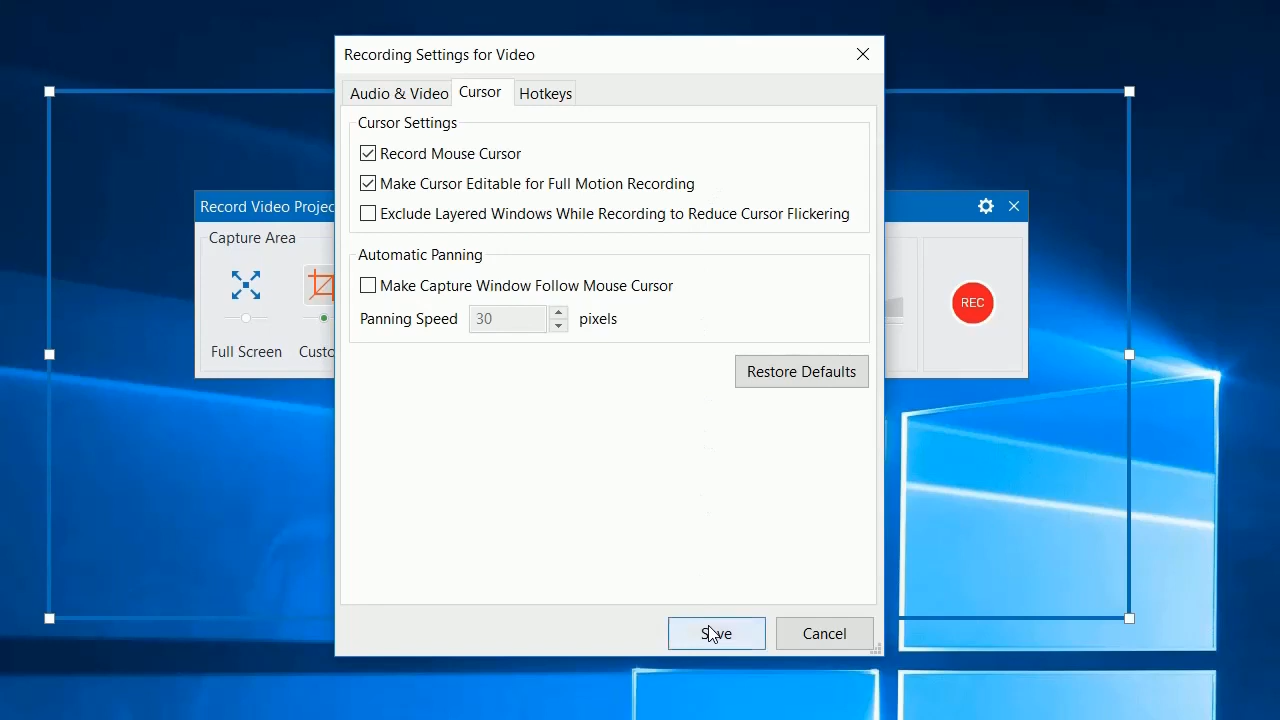 Recording Settings for Video
Audio & Video
Cursor
Hotkeys
Cursor Settings
Record Mouse Cursor
Make Cursor Editable for Full Motion Recording
Exclude Layered Windows While Recording to Reduce Cursor Flickering
Automatic Panning
Make Capture Window Follow Mouse Cursor
Panning Speed 30 pixels
Restore Defaults
Save Cancel
Record Video
Capture Area
Full Screen
REC